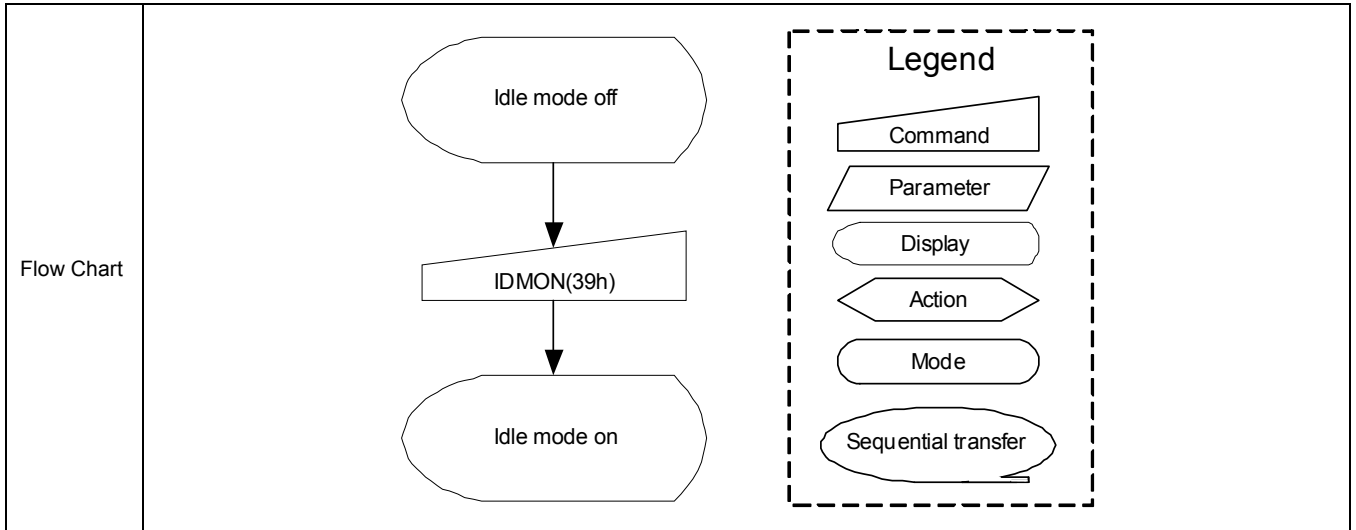 Flow Chart
Idle mode off
IDMON(39h)
Idle mode on
Legend
Command
Parameter
Display
Action
Mode
Sequential transfer